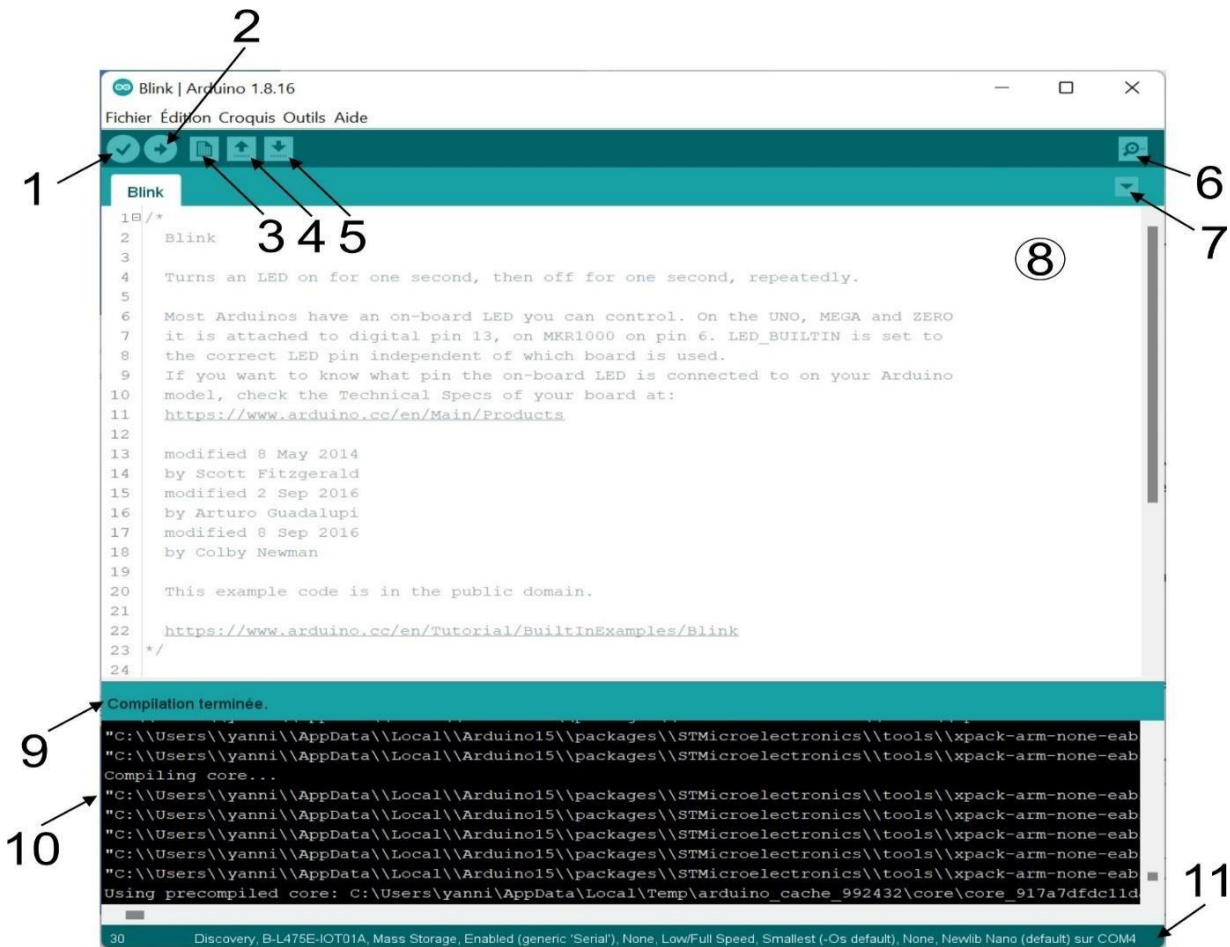 2
Blink | Arduino 1.8.16
Fichier Édition Croquis Outils Aide
1
3 4 5
6
7
8
Blink
1 /*
2 Blink
3
4 Turns an LED on for one second, then off for one second, repeatedly.
5
6 Most Arduinos have an on-board LED you can control. On the UNO, MEGA and ZERO
7 it is attached to digital pin 13, on MKR1000 on pin 6. LED_BUILTIN is set to
8 the correct LED pin independent of which board is used.
9 If you want to know what pin the on-board LED is connected to on your Arduino
10 model, check the Technical Specs of your board at:
11 https://www.arduino.cc/en/Main/Products
12
13 modified 8 May 2014
14 by Scott Fitzgerald
15 modified 2 Sep 2016
16 by Arturo Guadalupi
17 modified 8 Sep 2016
18 by Colby Newman
19
20 This example code is in the public domain.
21
22 https://www.arduino.cc/en/Tutorial/BuiltInExamples/Blink
23 */
24
Compilation terminée.
9
"C:\\Users\\yanni\\AppData\\Local\\Arduino15\\packages\\STMicroelectronics\\tools\\xpack-arm-none-eab
"C:\\Users\\yanni\\AppData\\Local\\Arduino15\\packages\\STMicroelectronics\\tools\\xpack-arm-none-eab
Compiling core...
"C:\\Users\\yanni\\AppData\\Local\\Arduino15\\packages\\STMicroelectronics\\tools\\xpack-arm-none-eab
10
"C:\\Users\\yanni\\AppData\\Local\\Arduino15\\packages\\STMicroelectronics\\tools\\xpack-arm-none-eab
"C:\\Users\\yanni\\AppData\\Local\\Arduino15\\packages\\STMicroelectronics\\tools\\xpack-arm-none-eab
"C:\\Users\\yanni\\AppData\\Local\\Arduino15\\packages\\STMicroelectronics\\tools\\xpack-arm-none-eab
"C:\\Users\\yanni\\AppData\\Local\\Arduino15\\packages\\STMicroelectronics\\tools\\xpack-arm-none-eab
Using precompiled core: C:\Users\yanni\AppData\Local\Temp\arduino_cache_992432\core\core_917a7dfdc11d
11
30 Discovery, B-L475E-IOT01A, Mass Storage, Enabled (generic 'Serial'), None, Low/Full Speed, Smallest (-Os default), None, Newlib Nano (default) sur COM4